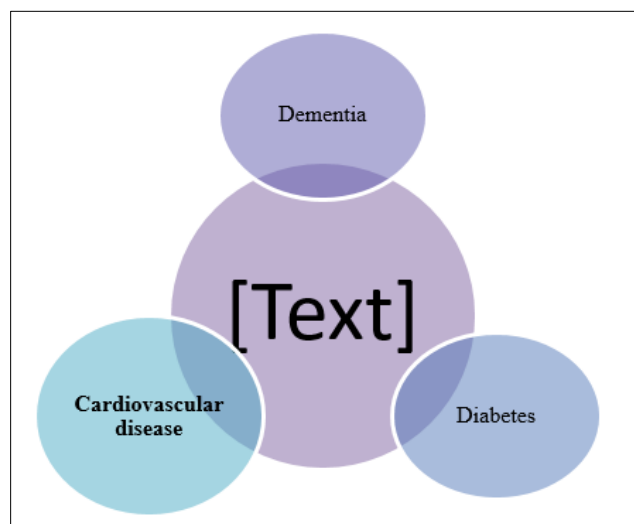 Dementia
[Text]
Cardiovascular
disease
Diabetes